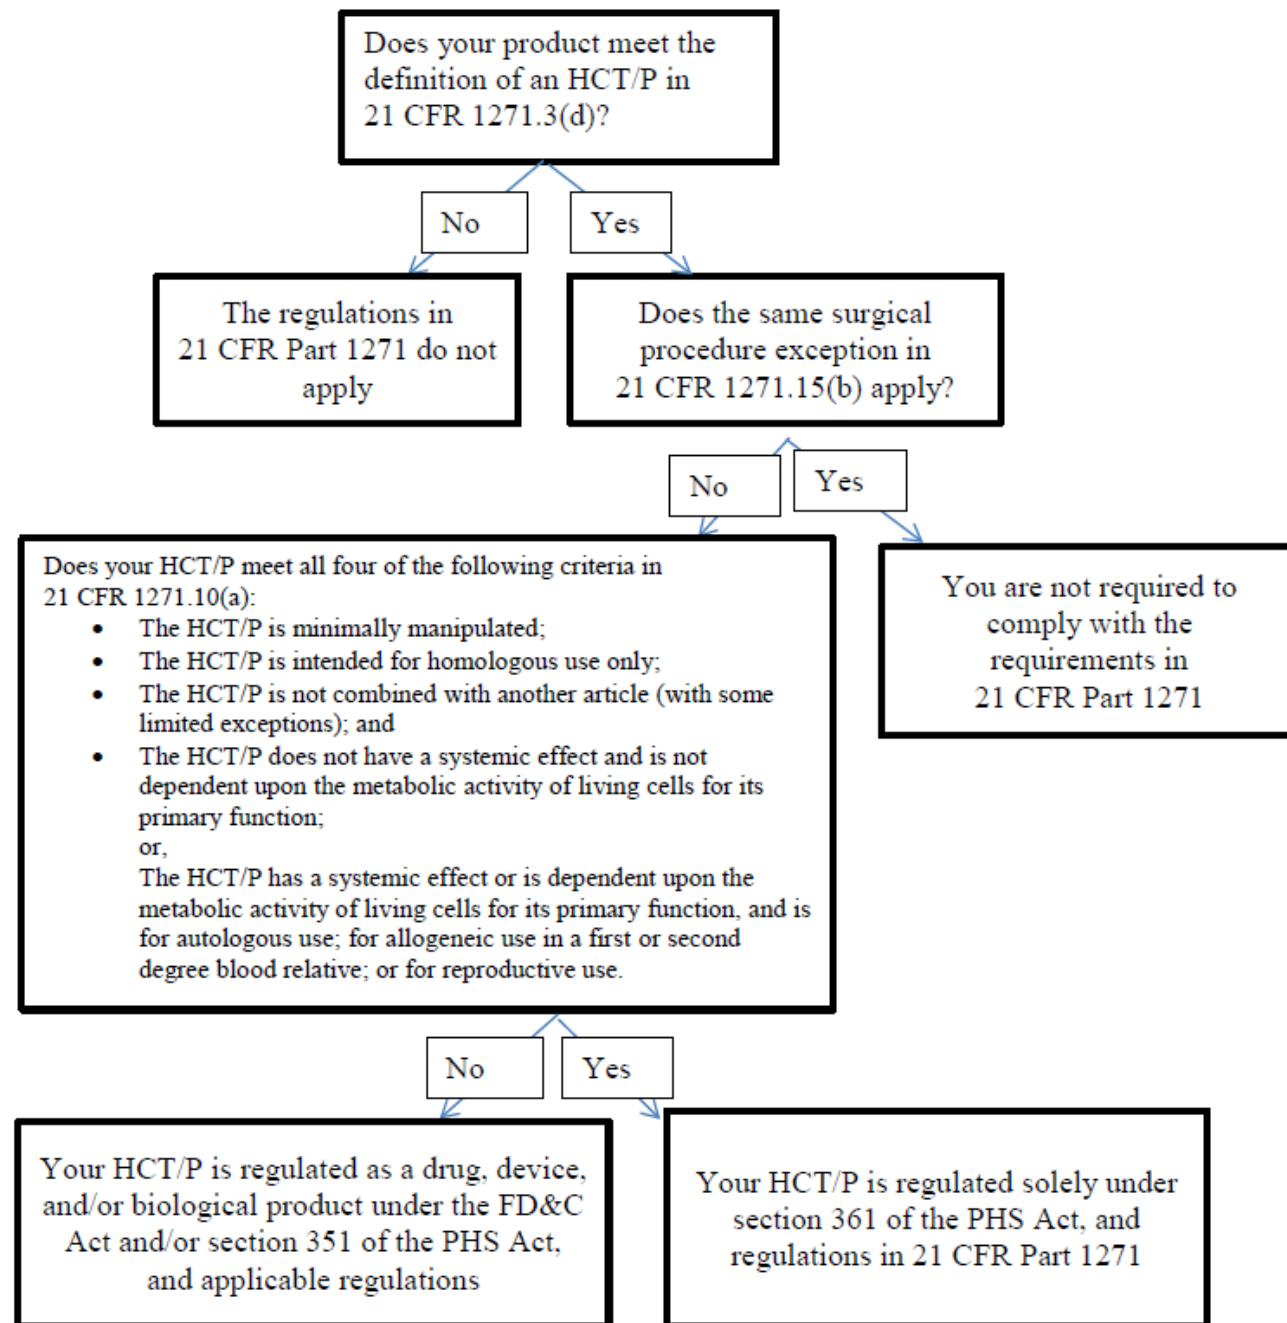 Does your product meet the
definition of an HCT/P in
21 CFR 1271.3(d)?
No
Yes
The regulations in
21 CFR Part 1271 do not
apply
Does the same surgical
procedure exception in
21 CFR 1271.15(b) apply?
No
Yes
Does your HCT/P meet all four of the following criteria in
21 CFR 1271.10(a):
• The HCT/P is minimally manipulated;
• The HCT/P is intended for homologous use only;
• The HCT/P is not combined with another article (with some
limited exceptions); and
• The HCT/P does not have a systemic effect and is not
dependent upon the metabolic activity of living cells for its
primary function;
or,
The HCT/P has a systemic effect or is dependent upon the
metabolic activity of living cells for its primary function, and is
for autologous use; for allogeneic use in a first or second
degree blood relative; or for reproductive use.
You are not required to
comply with the
requirements in
21 CFR Part 1271
No
Yes
Your HCT/P is regulated as a drug, device,
and/or biological product under the FD&C
Act and/or section 351 of the PHS Act,
and applicable regulations
Your HCT/P is regulated solely under
section 361 of the PHS Act, and
regulations in 21 CFR Part 1271